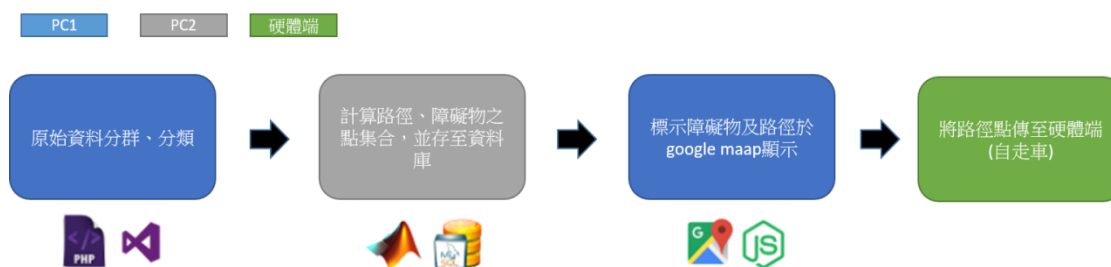 PC1
PC2
硬體端
原始資料分群、分類
計算路徑、障礙物之
點集合，並存至資料
庫
標示障礙物及路徑於
google maap顯示
將路徑點傳至硬體端
(自走車)
</>
PHP
My
SQL
G
JS